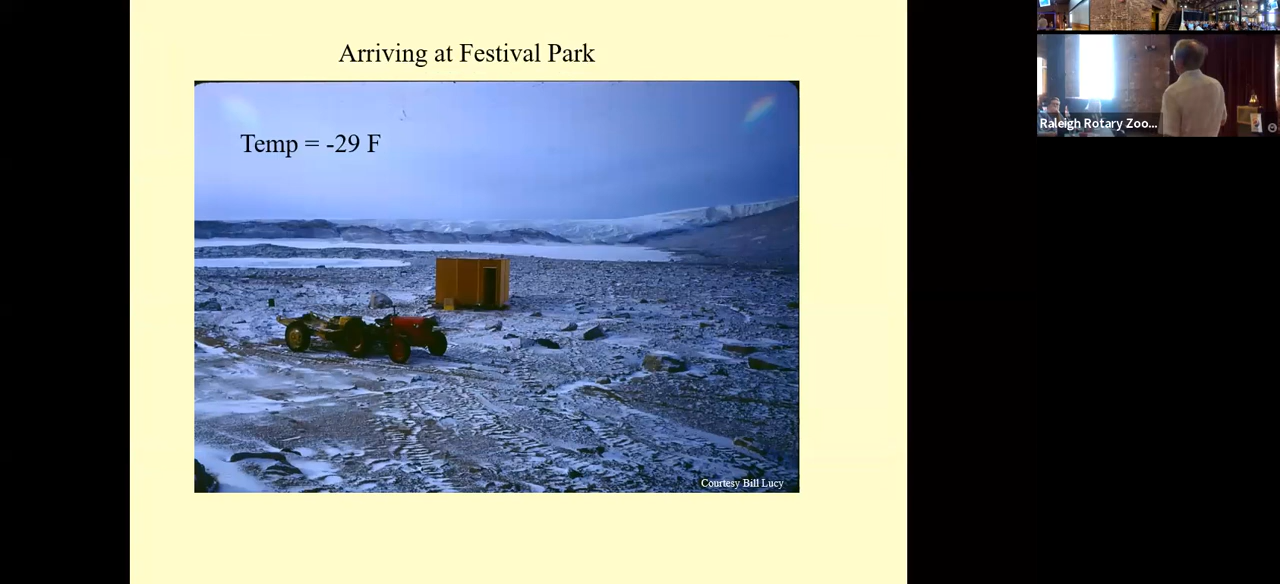 Arriving at Festival Park
Temp = -29 F
Courtesy Bill Lucy
Raleigh Rotary Zoo...